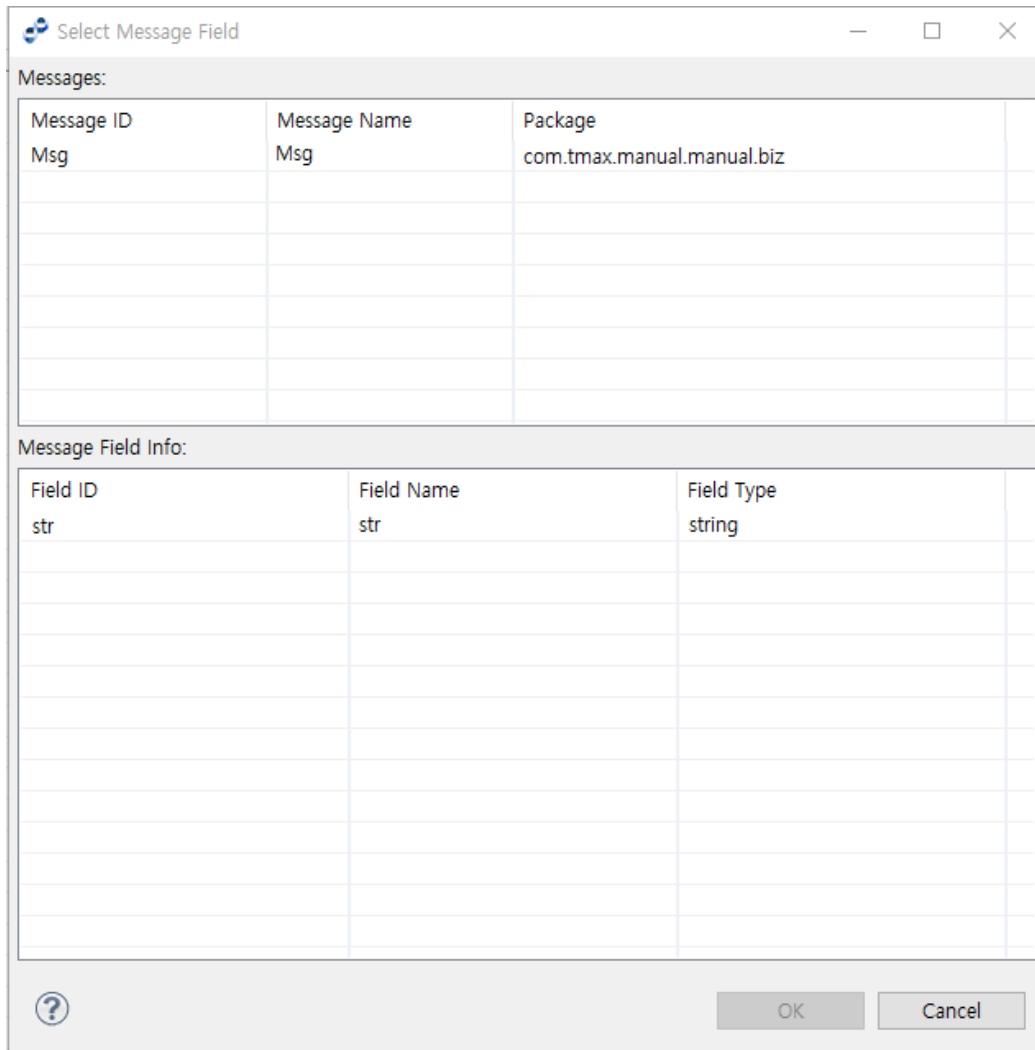 Select Message Field
Messages:
Message ID Message Name Package
Msg Msg com.tmax.manual.manual.biz
Message Field Info:
Field ID Field Name Field Type
str str string
?
OK Cancel